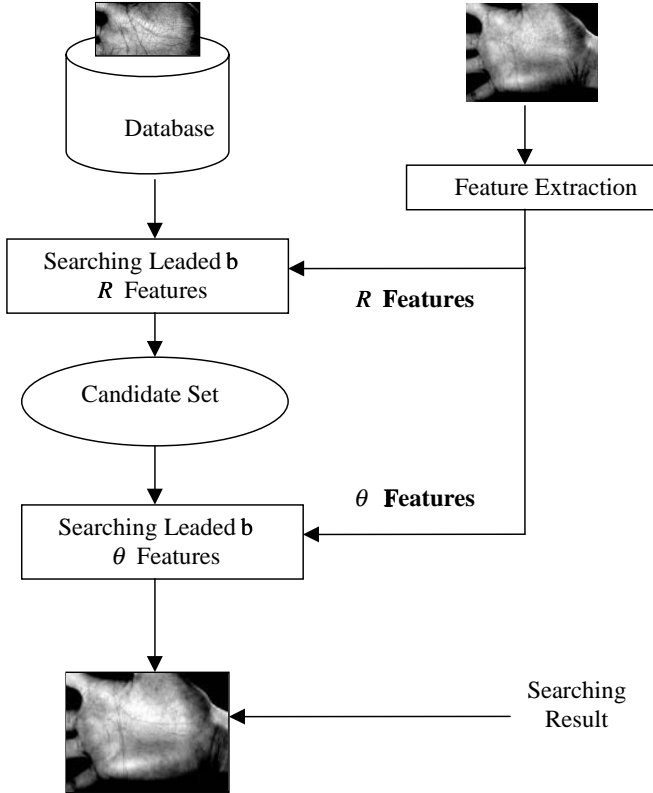 Database
Feature Extraction
Searching Leaded b
R Features
R Features
Candidate Set
θ Features
Searching Leaded b
θ Features
Searching
Result